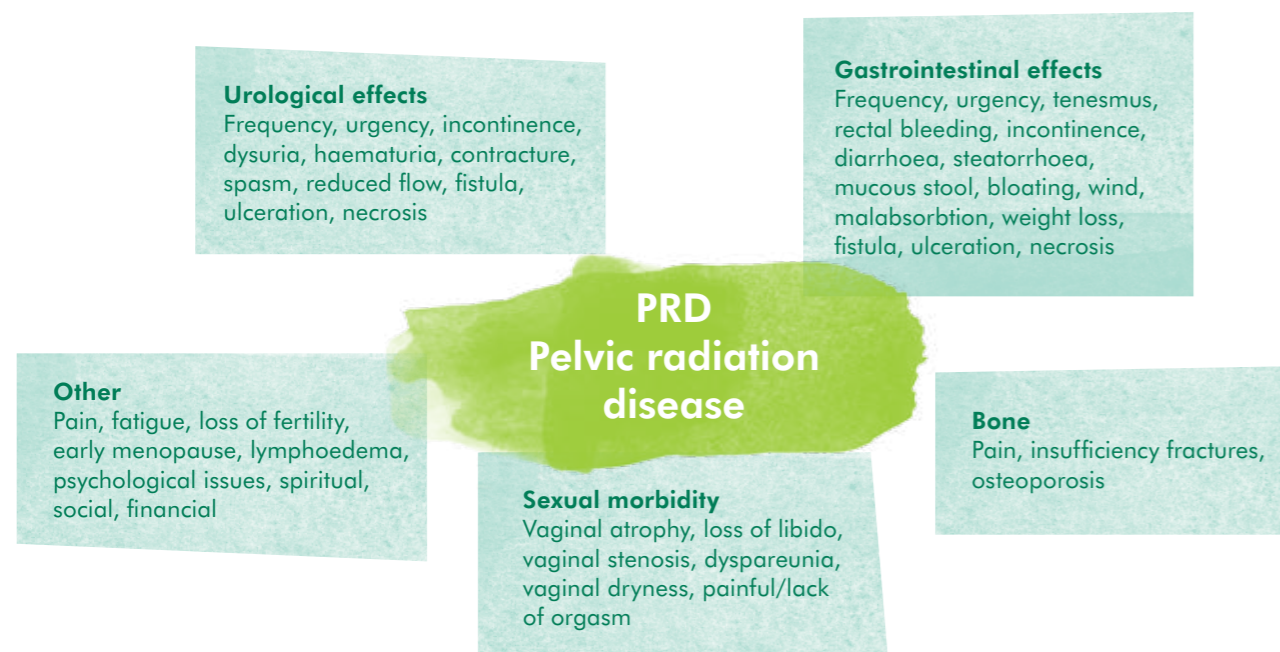 Urological effects
Frequency, urgency, incontinence,
dysuria, haematuria, contracture,
spasm, reduced flow, fistula,
ulceration, necrosis
Gastrointestinal effects
Frequency, urgency, tenesmus,
rectal bleeding, incontinence,
diarrhoea, steatorrhoea,
mucous stool, bloating, wind,
malabsorbtion, weight loss,
fistula, ulceration, necrosis
PRD
Pelvic radiation
disease
Other
Pain, fatigue, loss of fertility,
early menopause, lymphoedema,
psychological issues, spiritual,
social, financial
Sexual morbidity
Vaginal atrophy, loss of libido,
vaginal stenosis, dyspareunia,
vaginal dryness, painful/lack
of orgasm
Bone
Pain, insufficiency fractures,
osteoporosis